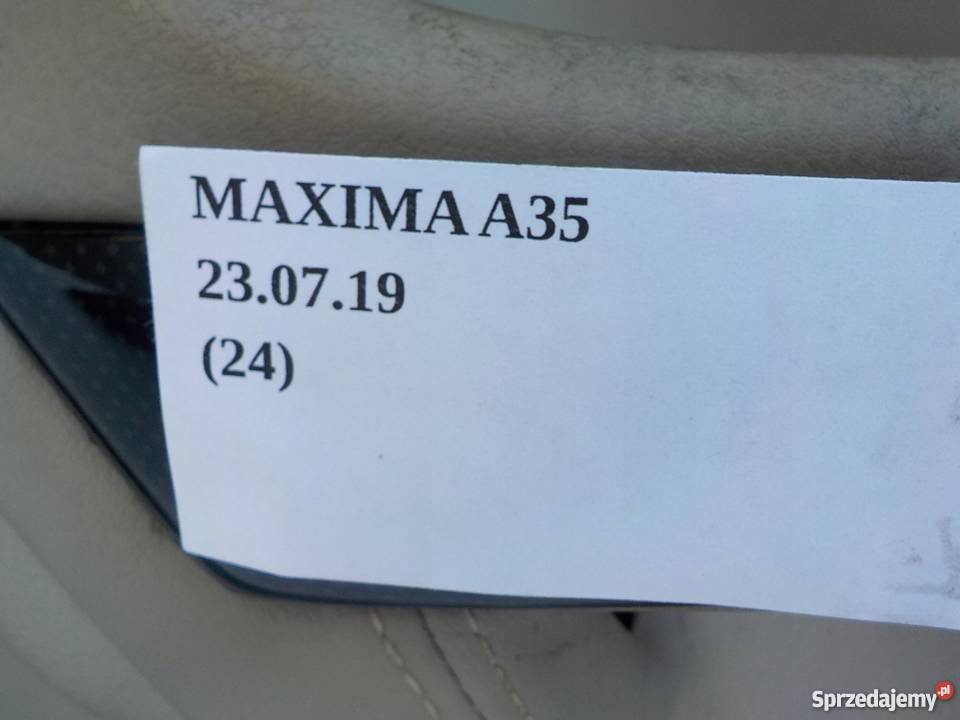 MAXIMA A35
23.07.19
(24)
Sprzedajemy.pl